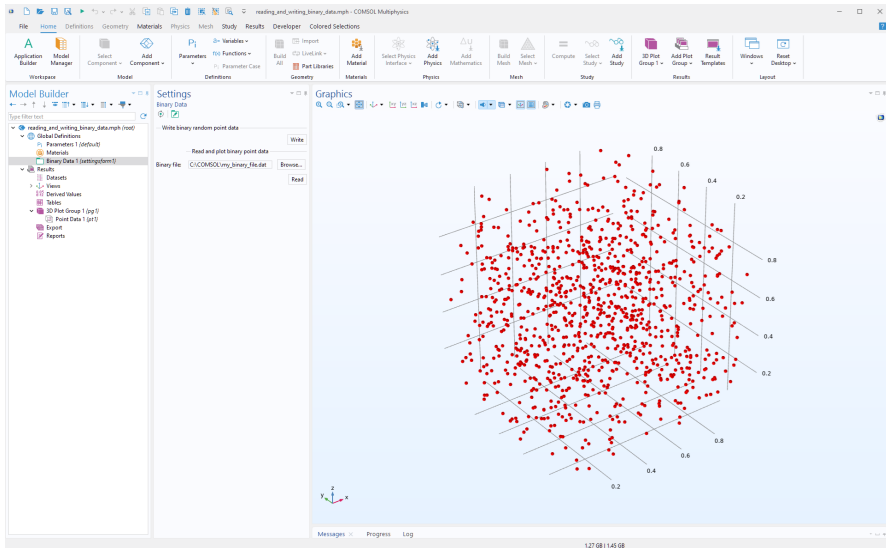 reading_and_writing_binary_data.mph - COMSOL Multiphysics
File Home Definitions Geometry Materials Physics Mesh Study Results Developer Colored Selections
Application Builder
Model Manager
Workspace
Select Component
Add Component
Model
Parameters
Variables
Functions
Parameter Case
Definitions
Build All
Import
LiveLink
Part Libraries
Geometry
Add Material
Materials
Select Physics Interface
Add Physics
Add Mathematics
Physics
Build Mesh
Select Mesh
Mesh
Compute
Select Study
Add Study
Study
3D Plot Group 1
Add Plot Group
Result Templates
Results
Windows
Reset Desktop
Layout
Model Builder
Type filter text
reading_and_writing_binary_data.mph (root)
Global Definitions
Parameters 1 (default)
Materials
Binary Data 1 (settingsform1)
Results
Datasets
Views
Derived Values
Tables
3D Plot Group 1 (pg1)
Point Data 1 (pt1)
Export
Reports
Settings
Binary Data
Write binary random point data
Write
Read and plot binary point data
Binary file: C:\COMSOL\my_binary_file.dat Browse...
Read
Graphics
0.8
0.6
0.4
0.2
0.8
0.6
0.4
0.2
0.8
0.6
0.4
0.2
z
y
x
Messages Progress Log
1.27 GB | 1.45 GB